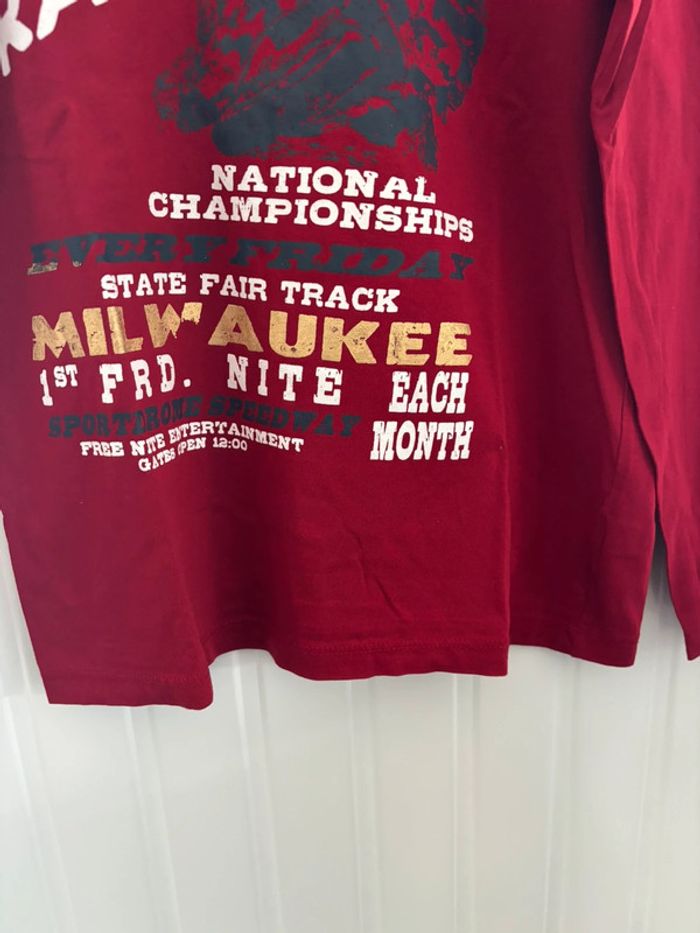 NATIONAL
CHAMPIONSHIPS
EVERY FRIDAY
STATE FAIR TRACK
MILWAUKEE
1ST FRD. NITE EACH
MONTH
SPORTDROME SPEEDWAY
FREE NITE ENTERTAINMENT
GATES OPEN 12:00